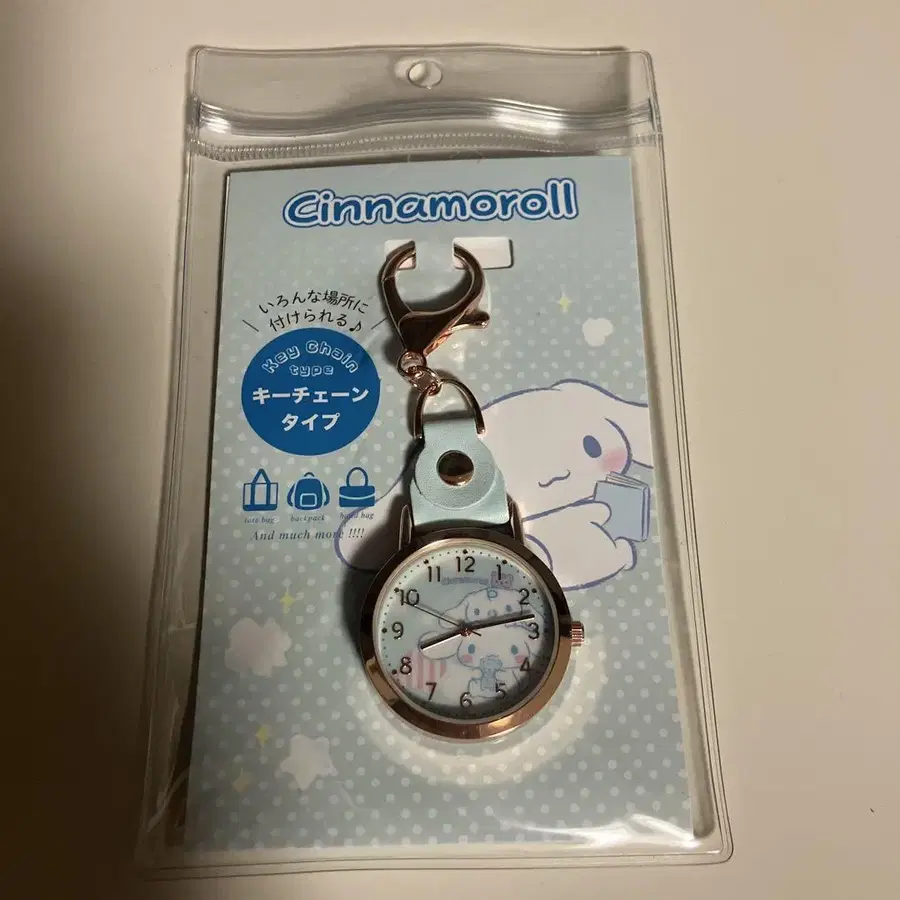 Cinnamoroll
いろんな場所に
付けられる♪
Key Chain
type
キーチェーン
タイプ
tote bag backpack hand bag
And much more !!!!
12
11 1
10 2
9 3
8 4
7 5
6